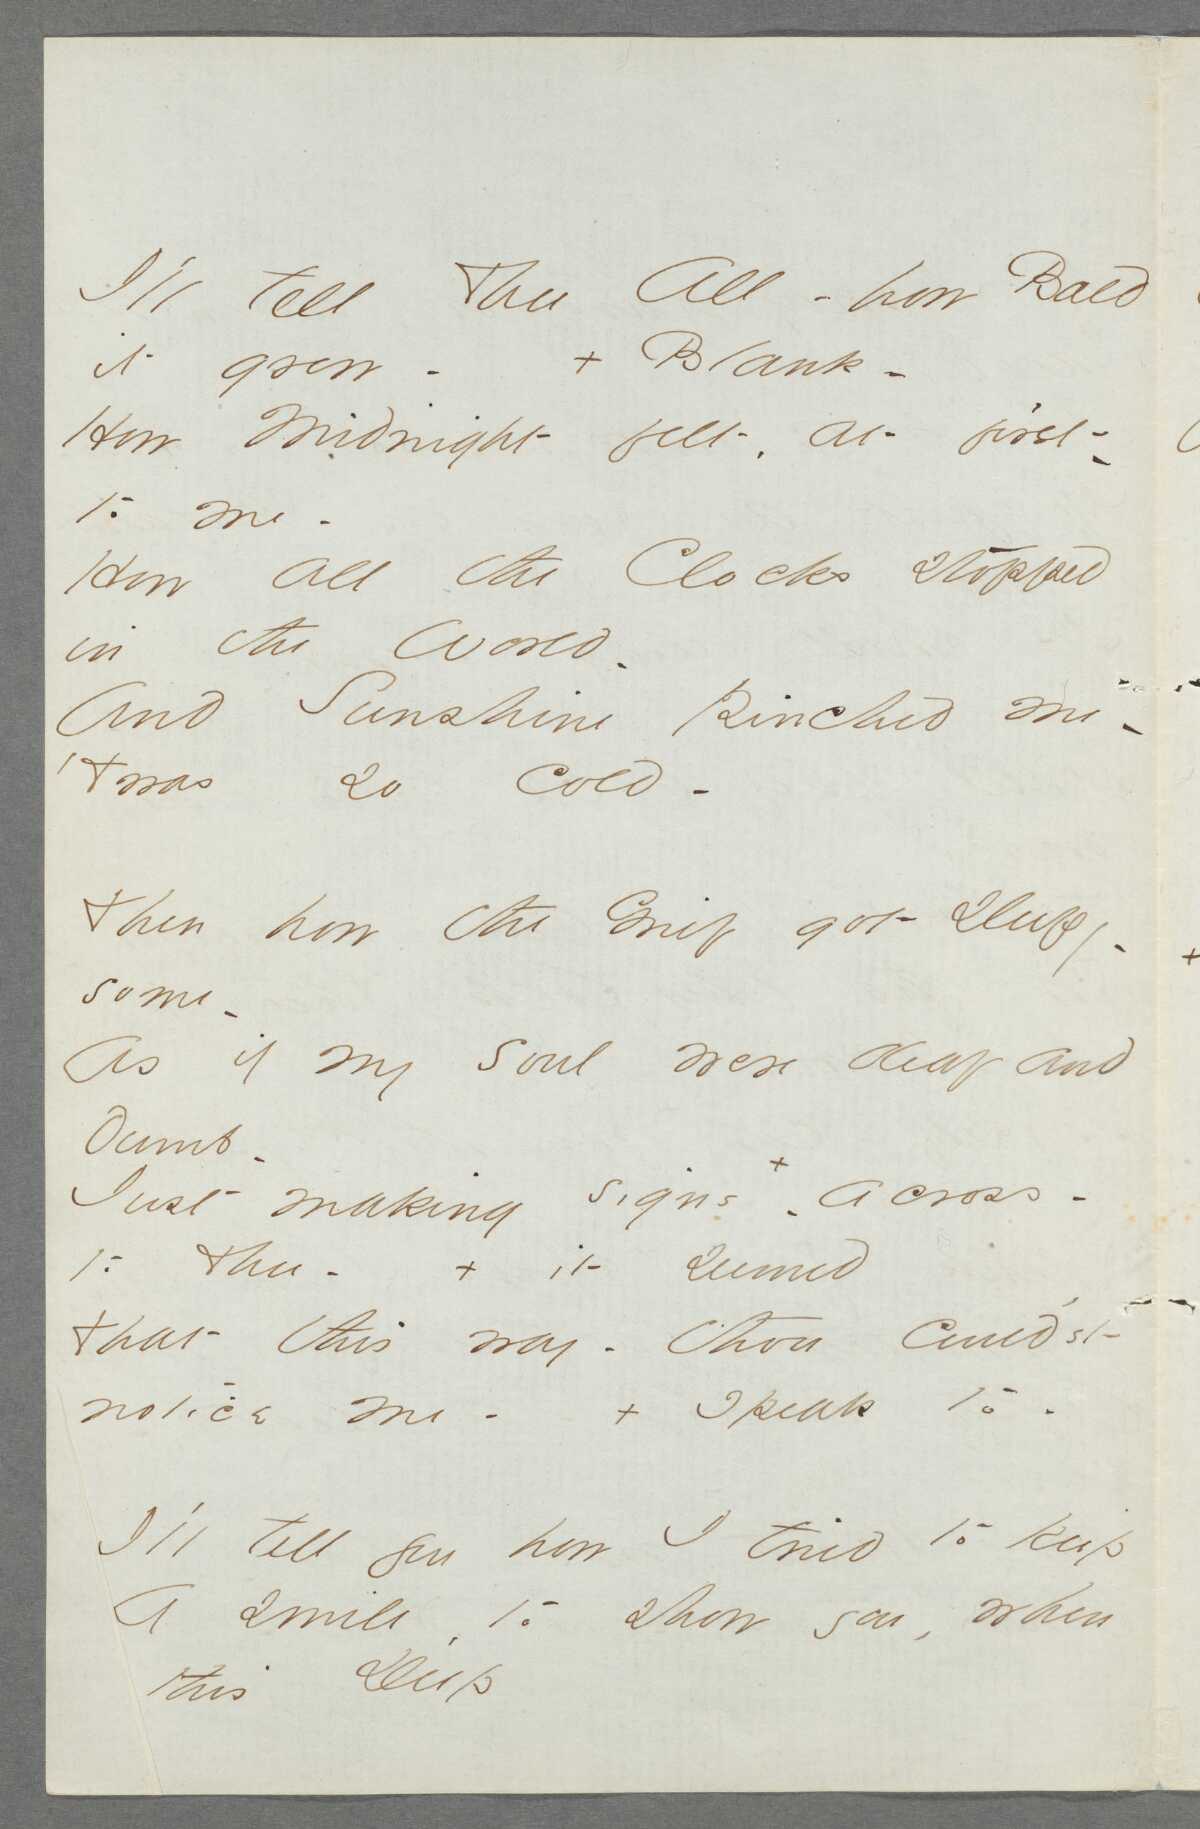 I'll tell Thee All - how Bald
it grew - + Blank -
How Midnight felt, at first -
to me -
How all the Clocks stopped
in the World -
And Sunshine pinched me -
'Twas so cold -
Then how the Grief got sleepy -
some -
As if my soul were deaf and
dumb -
Just making signs + - across -
to Thee - + it seemed
That this way - thou could'st
notice me - + speak to -
I'll tell you how I tried to keep
A smile, to show you, when
this Deep